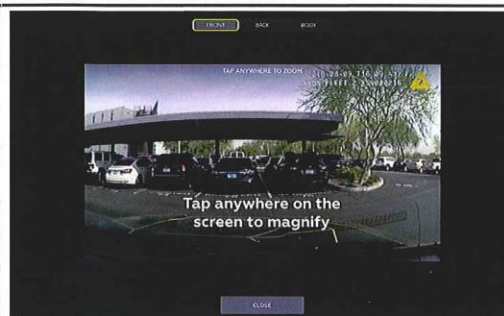 FRONT BACK BODY
TAP ANYWHERE TO ZOOM
Tap anywhere on the
screen to magnify
CLOSE